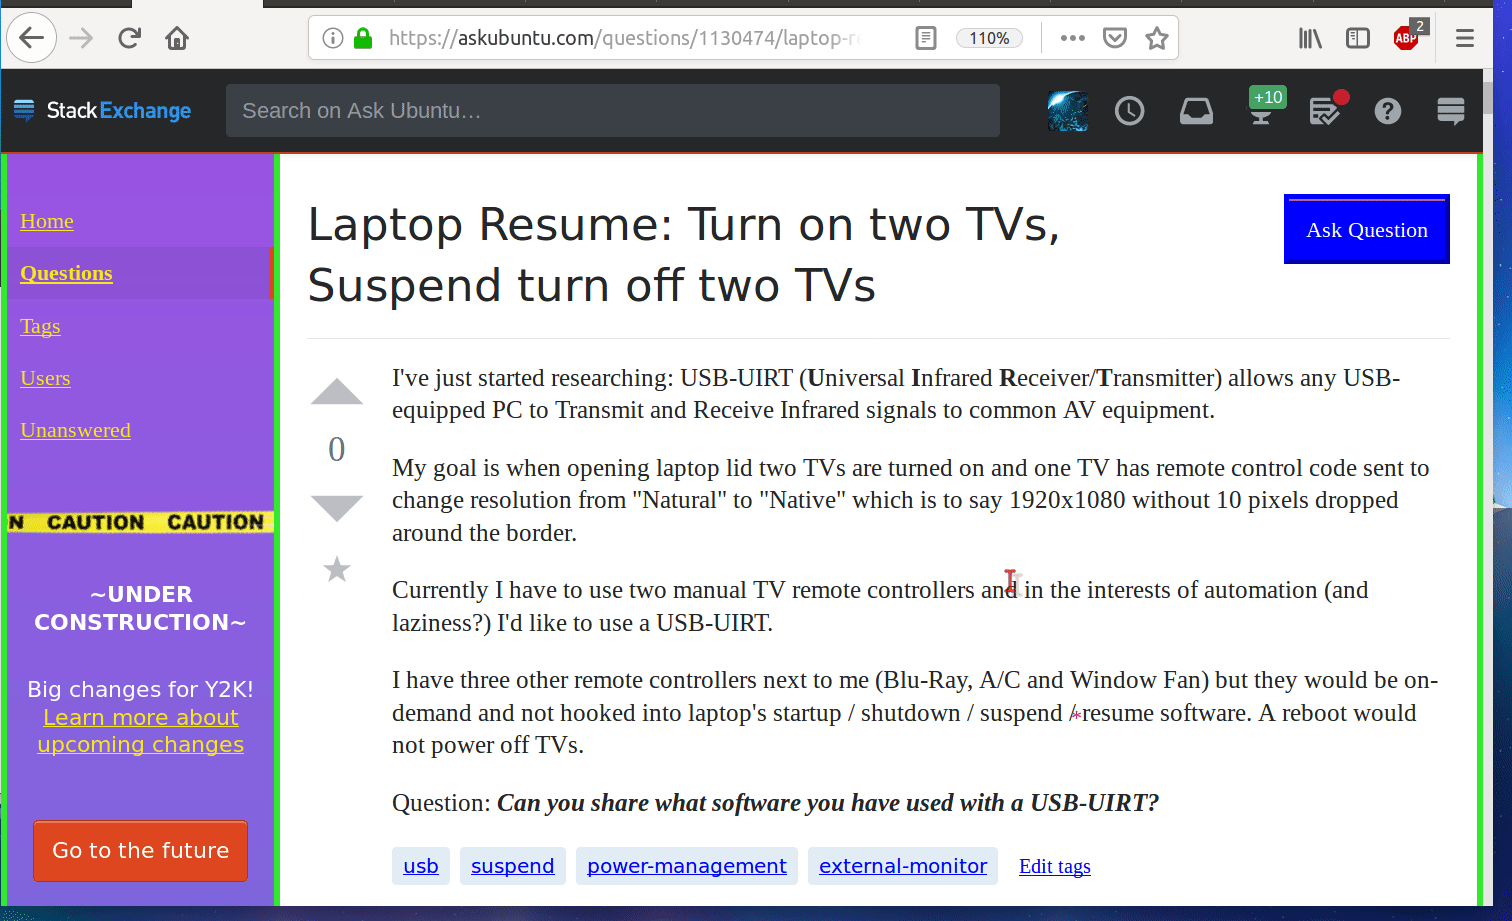 https://askubuntu.com/questions/1130474/laptop-r
110%
ABP
2
StackExchange
Search on Ask Ubuntu…
+10
?
Home
Questions
Tags
Users
Unanswered
N CAUTION CAUTION
~UNDER
CONSTRUCTION~
Big changes for Y2K!
Learn more about
upcoming changes
Go to the future
Laptop Resume: Turn on two TVs,
Suspend turn off two TVs
Ask Question
0
I've just started researching: USB-UIRT (Universal Infrared Receiver/Transmitter) allows any USB-
equipped PC to Transmit and Receive Infrared signals to common AV equipment.
My goal is when opening laptop lid two TVs are turned on and one TV has remote control code sent to
change resolution from "Natural" to "Native" which is to say 1920x1080 without 10 pixels dropped
around the border.
Currently I have to use two manual TV remote controllers and in the interests of automation (and
laziness?) I'd like to use a USB-UIRT.
I have three other remote controllers next to me (Blu-Ray, A/C and Window Fan) but they would be on-
demand and not hooked into laptop's startup / shutdown / suspend / resume software. A reboot would
not power off TVs.
Question: Can you share what software you have used with a USB-UIRT?
usb suspend power-management external-monitor Edit tags